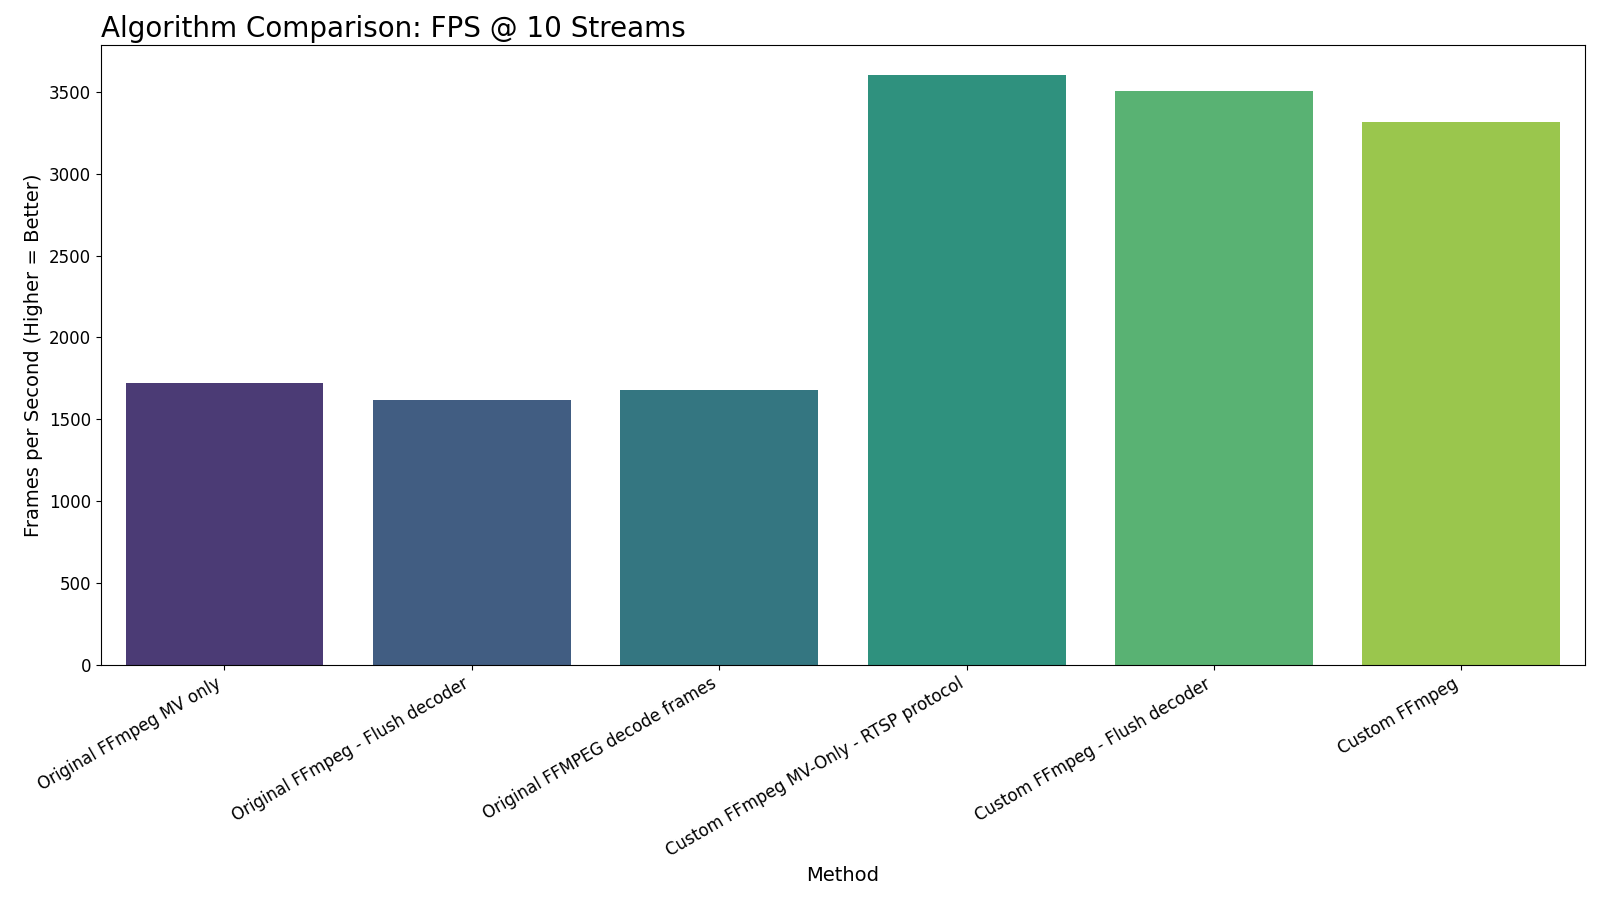 Algorithm Comparison: FPS @ 10 Streams
Frames per Second (Higher = Better)
3500
3000
2500
2000
1500
1000
500
0
Original FFmpeg MV only
Original FFmpeg - Flush decoder
Original FFMPEG decode frames
Custom FFmpeg MV-Only - RTSP protocol
Custom FFmpeg - Flush decoder
Custom FFmpeg
Method